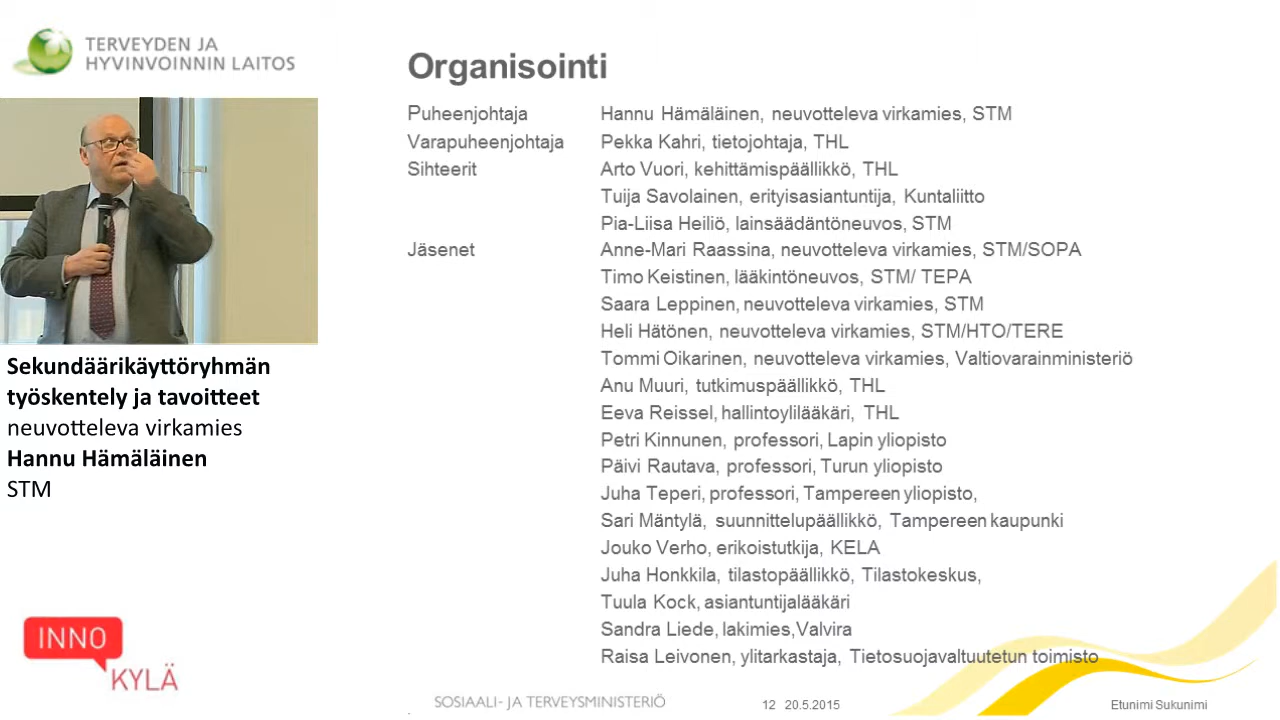 TERVEYDEN JA
HYVINVOINNIN LAITOS
Sekundäärikäyttöryhmän
työskentely ja tavoitteet
neuvotteleva virkamies
Hannu Hämäläinen
STM
INNO
KYLÄ
Organisointi
Puheenjohtaja Hannu Hämäläinen, neuvotteleva virkamies, STM
Varapuheenjohtaja Pekka Kahri, tietojohtaja, THL
Sihteerit Arto Vuori, kehittämispäällikkö, THL
Tuija Savolainen, erityisasiantuntija, Kuntaliitto
Pia-Liisa Heiliö, lainsäädäntöneuvos, STM
Jäsenet Anne-Mari Raassina, neuvotteleva virkamies, STM/SOPA
Timo Keistinen, lääkintöneuvos, STM/ TEPA
Saara Leppinen, neuvotteleva virkamies, STM
Heli Hätönen, neuvotteleva virkamies, STM/HTO/TERE
Tommi Oikarinen, neuvotteleva virkamies, Valtiovarainministeriö
Anu Muuri, tutkimuspäällikkö, THL
Eeva Reissel, hallintoylilääkäri, THL
Petri Kinnunen, professori, Lapin yliopisto
Päivi Rautava, professori, Turun yliopisto
Juha Teperi, professori, Tampereen yliopisto,
Sari Mäntylä, suunnittelupäällikkö, Tampereen kaupunki
Jouko Verho, erikoistutkija, KELA
Juha Honkkila, tilastopäällikkö, Tilastokeskus,
Tuula Kock, asiantuntijalääkäri
Sandra Liede, lakimies,Valvira
Raisa Leivonen, ylitarkastaja, Tietosuojavaltuutetun toimisto
SOSIAALI- JA TERVEYSMINISTERIÖ 12 20.5.2015 Etunimi Sukunimi